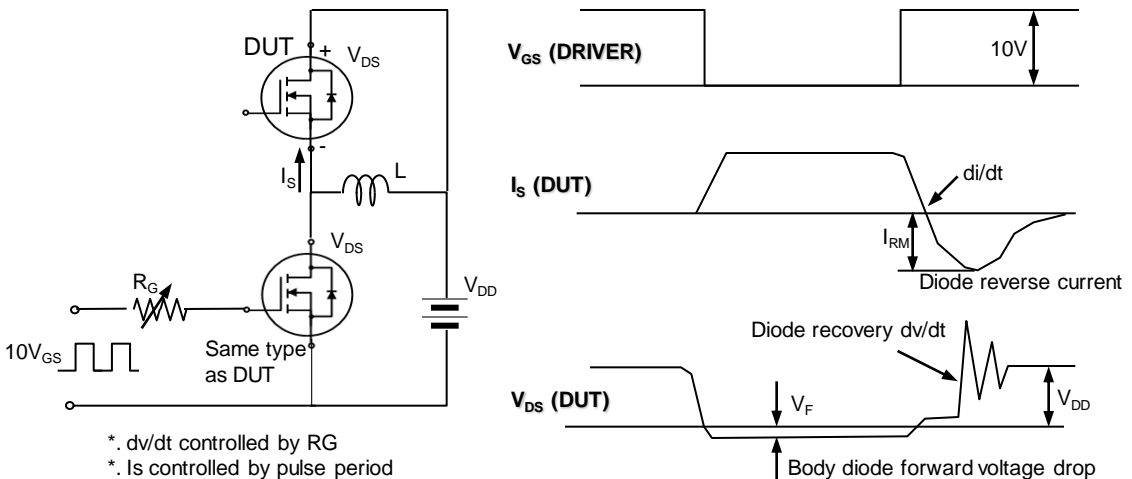 DUT
+
V_DS
-
I_S
L
V_DS
R_G
V_DD
10V_GS
Same type
as DUT
*. dv/dt controlled by RG
*. Is controlled by pulse period
V_GS (DRIVER)
10V
I_S (DUT)
di/dt
I_RM
Diode reverse current
Diode recovery dv/dt
V_DS (DUT)
V_F
V_DD
Body diode forward voltage drop